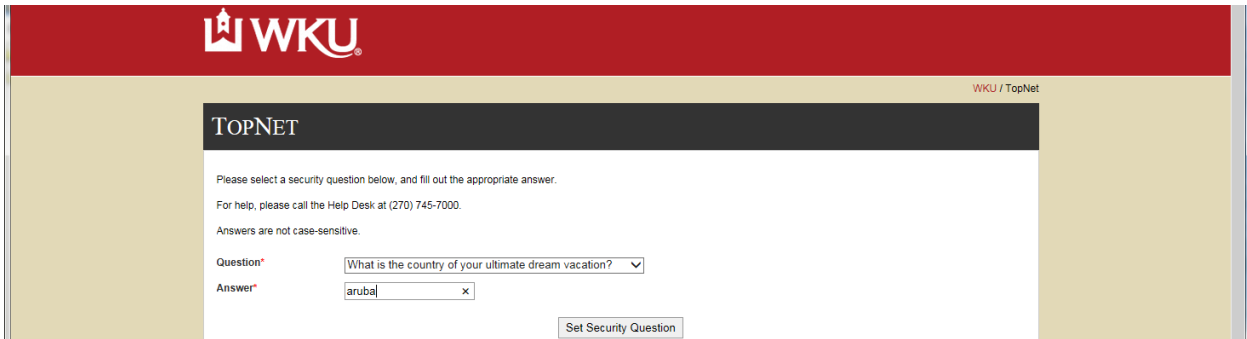 WKU®
WKU / TopNet
TOPNET
Please select a security question below, and fill out the appropriate answer.
For help, please call the Help Desk at (270) 745-7000.
Answers are not case-sensitive.
Question* What is the country of your ultimate dream vacation?
Answer* aruba ×
Set Security Question